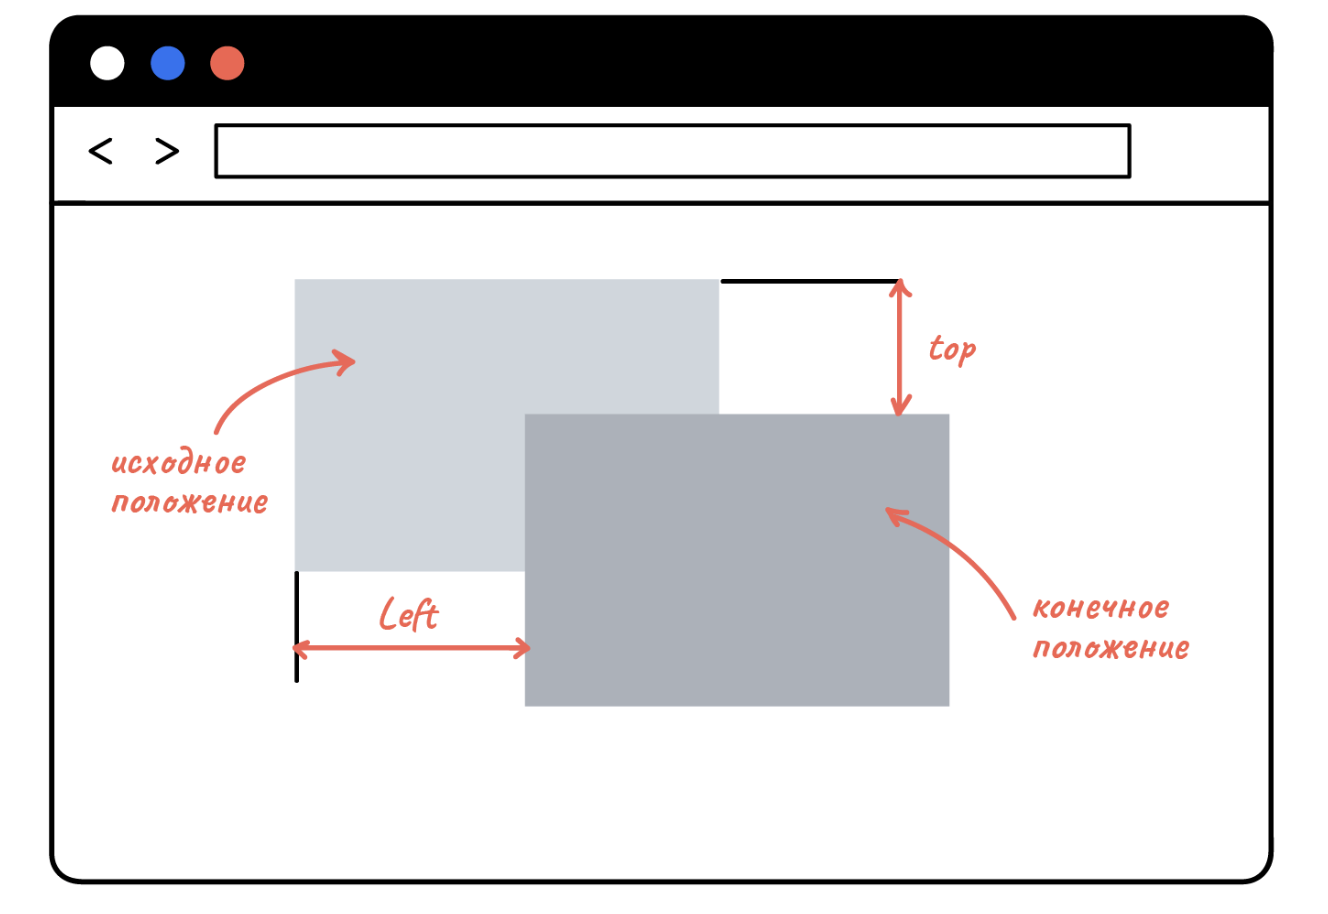 top
исходное
положение
Left
конечное
положение